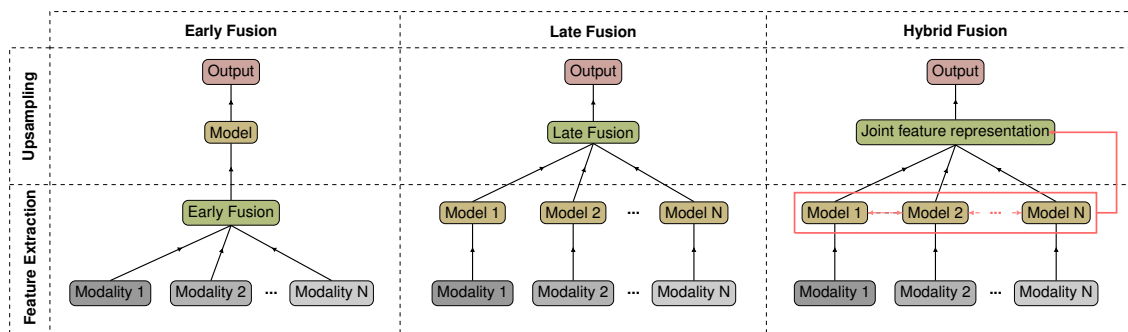 Early Fusion
Late Fusion
Hybrid Fusion
Upsampling
Output
Output
Output
Model
Late Fusion
Joint feature representation
Feature Extraction
Early Fusion
Model 1
Model 2
...
Model N
Model 1
Model 2
...
Model N
Modality 1
Modality 2
...
Modality N
Modality 1
Modality 2
...
Modality N
Modality 1
Modality 2
...
Modality N